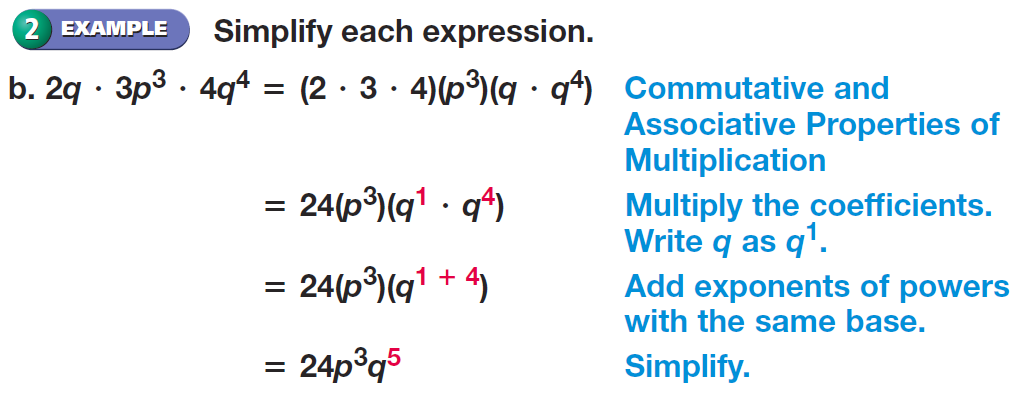 2 EXAMPLE Simplify each expression.
b. 2q · 3p³ · 4q⁴ = (2 · 3 · 4)(p³)(q · q⁴) Commutative and
Associative Properties of
Multiplication
= 24(p³)(q¹ · q⁴) Multiply the coefficients.
Write q as q¹.
= 24(p³)(q¹ ⁺ ⁴) Add exponents of powers
with the same base.
= 24p³q⁵ Simplify.